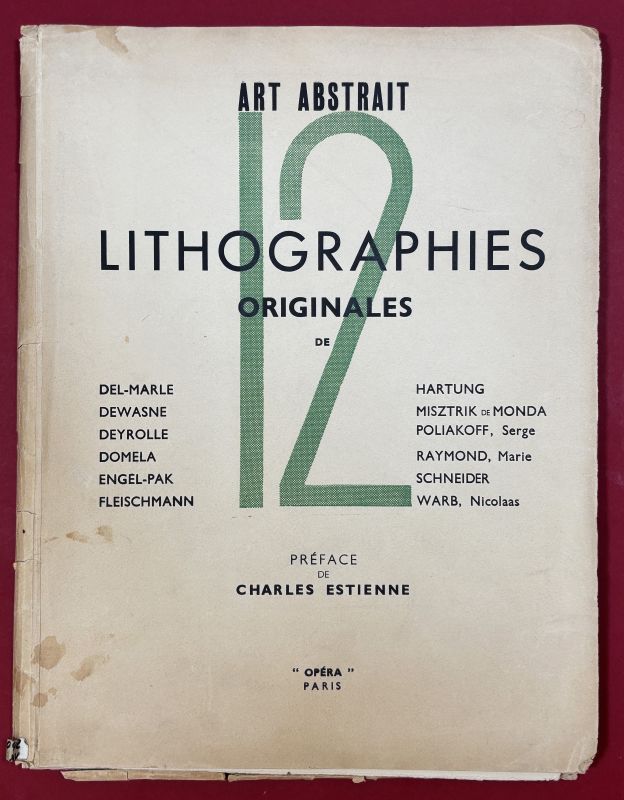 ART ABSTRAIT
12
LITHOGRAPHIES
ORIGINALES
DE
DEL-MARLE
DEWASNE
DEYROLLE
DOMELA
ENGEL-PAK
FLEISCHMANN
HARTUNG
MISZTRIK DE MONDA
POLIAKOFF, Serge
RAYMOND, Marie
SCHNEIDER
WARB, Nicolaas
PRÉFACE
DE
CHARLES ESTIENNE
“ OPÉRA ”
PARIS